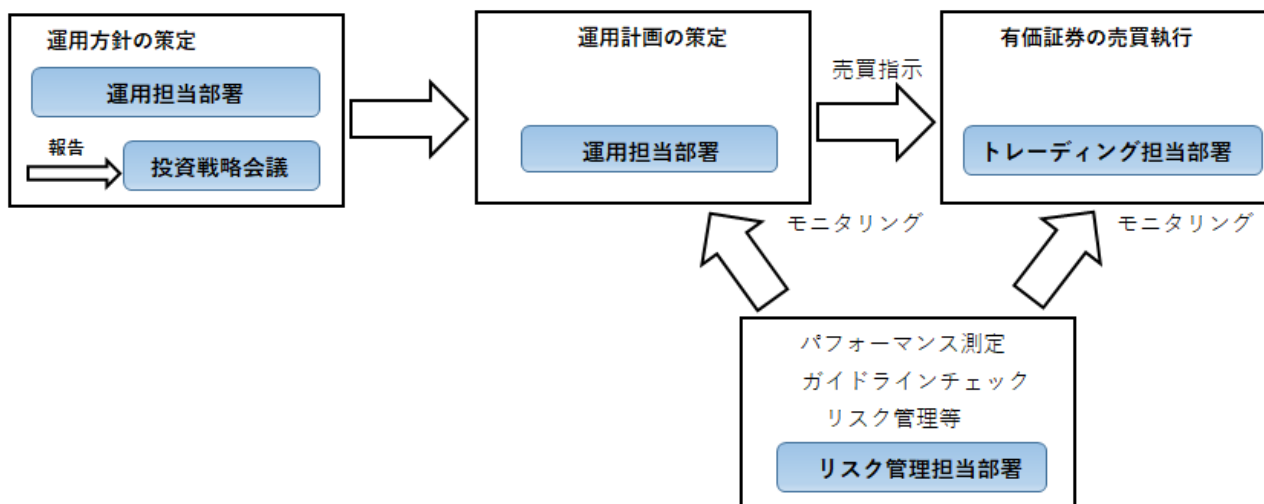 運用方針の策定
運用担当部署
報告
投資戦略会議
運用計画の策定
運用担当部署
売買指示
有価証券の売買執行
トレーディング担当部署
モニタリング
モニタリング
パフォーマンス測定
ガイドラインチェック
リスク管理等
リスク管理担当部署